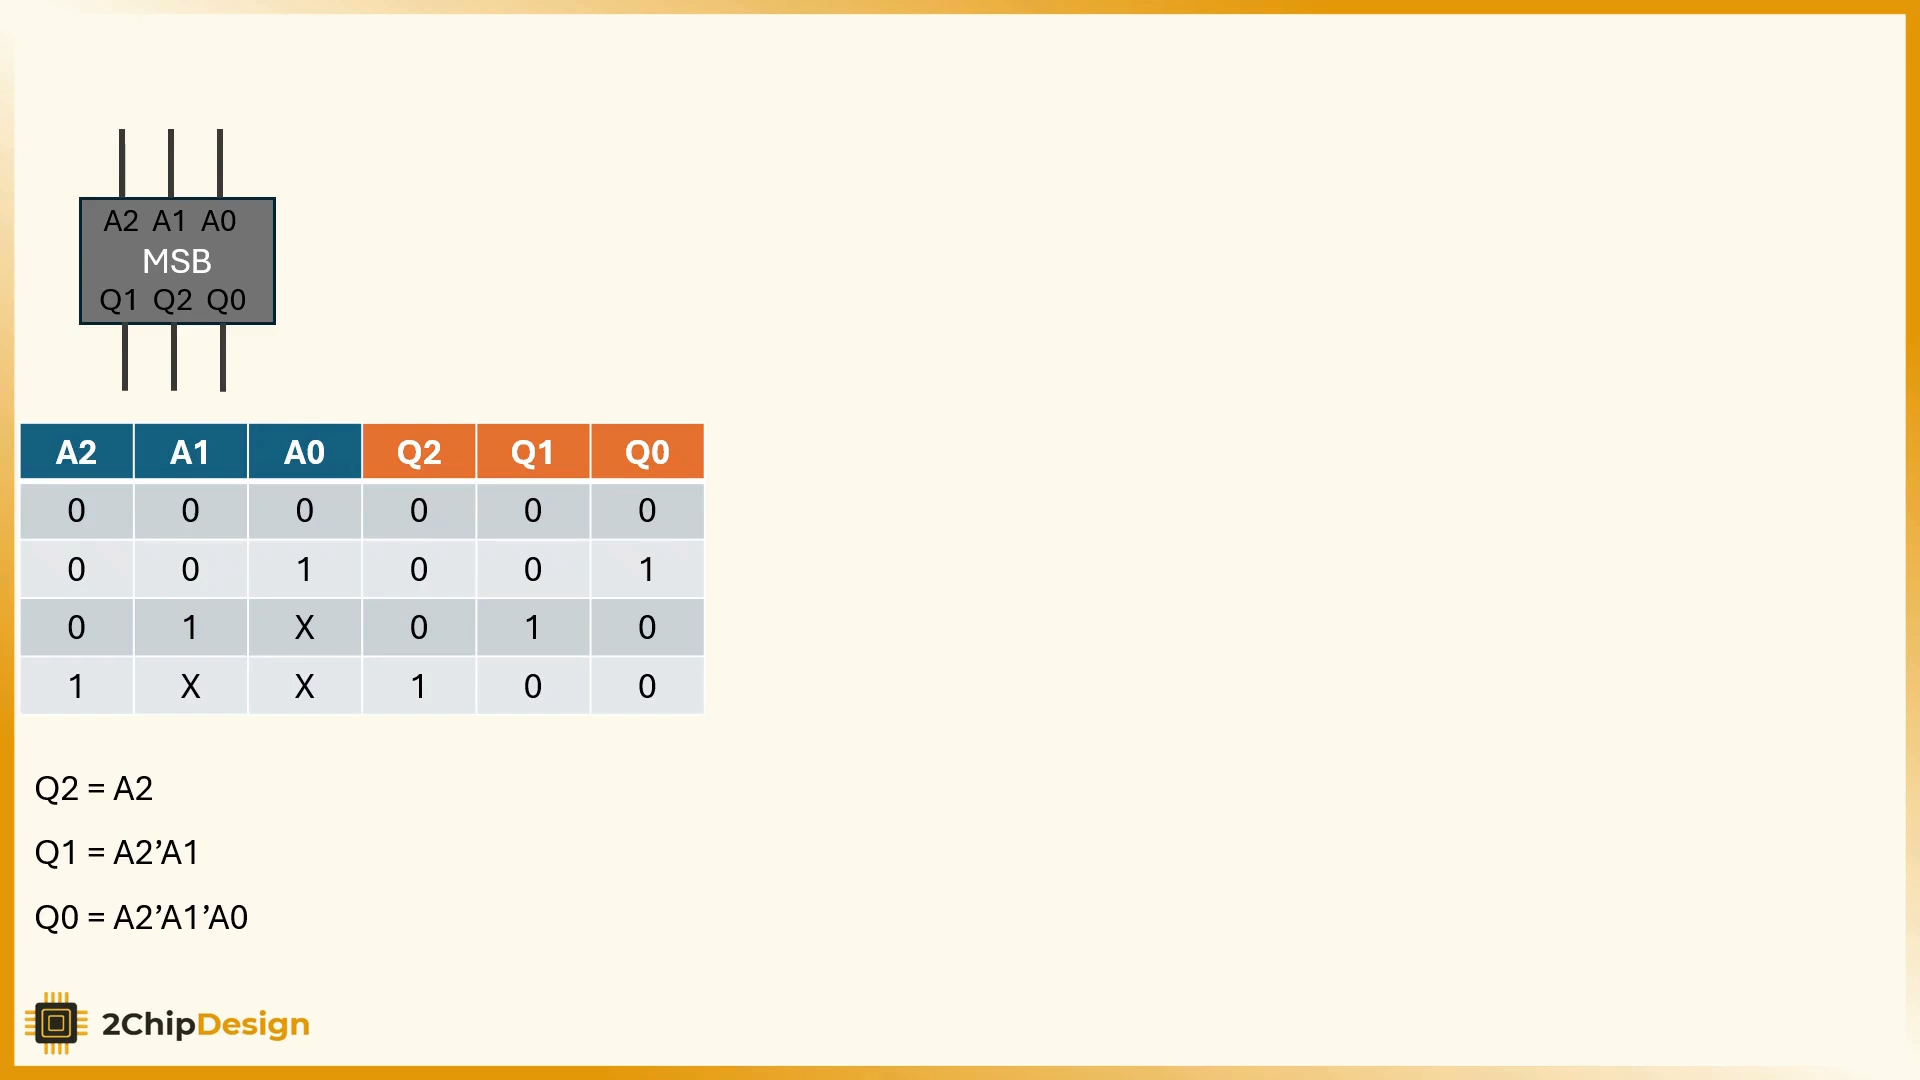 A2 A1 A0
MSB
Q1 Q2 Q0
A2 A1 A0 Q2 Q1 Q0
0 0 0 0 0 0
0 0 1 0 0 1
0 1 X 0 1 0
1 X X 1 0 0
Q2 = A2
Q1 = A2’A1
Q0 = A2’A1’A0
2ChipDesign